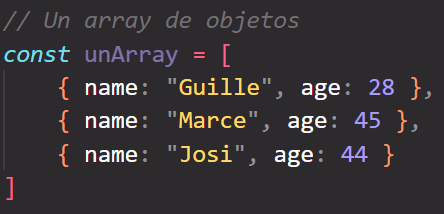 // Un array de objetos
const unArray = [
    { name: "Guille", age: 28 },
    { name: "Marce", age: 45 },
    { name: "Josi", age: 44 }
]